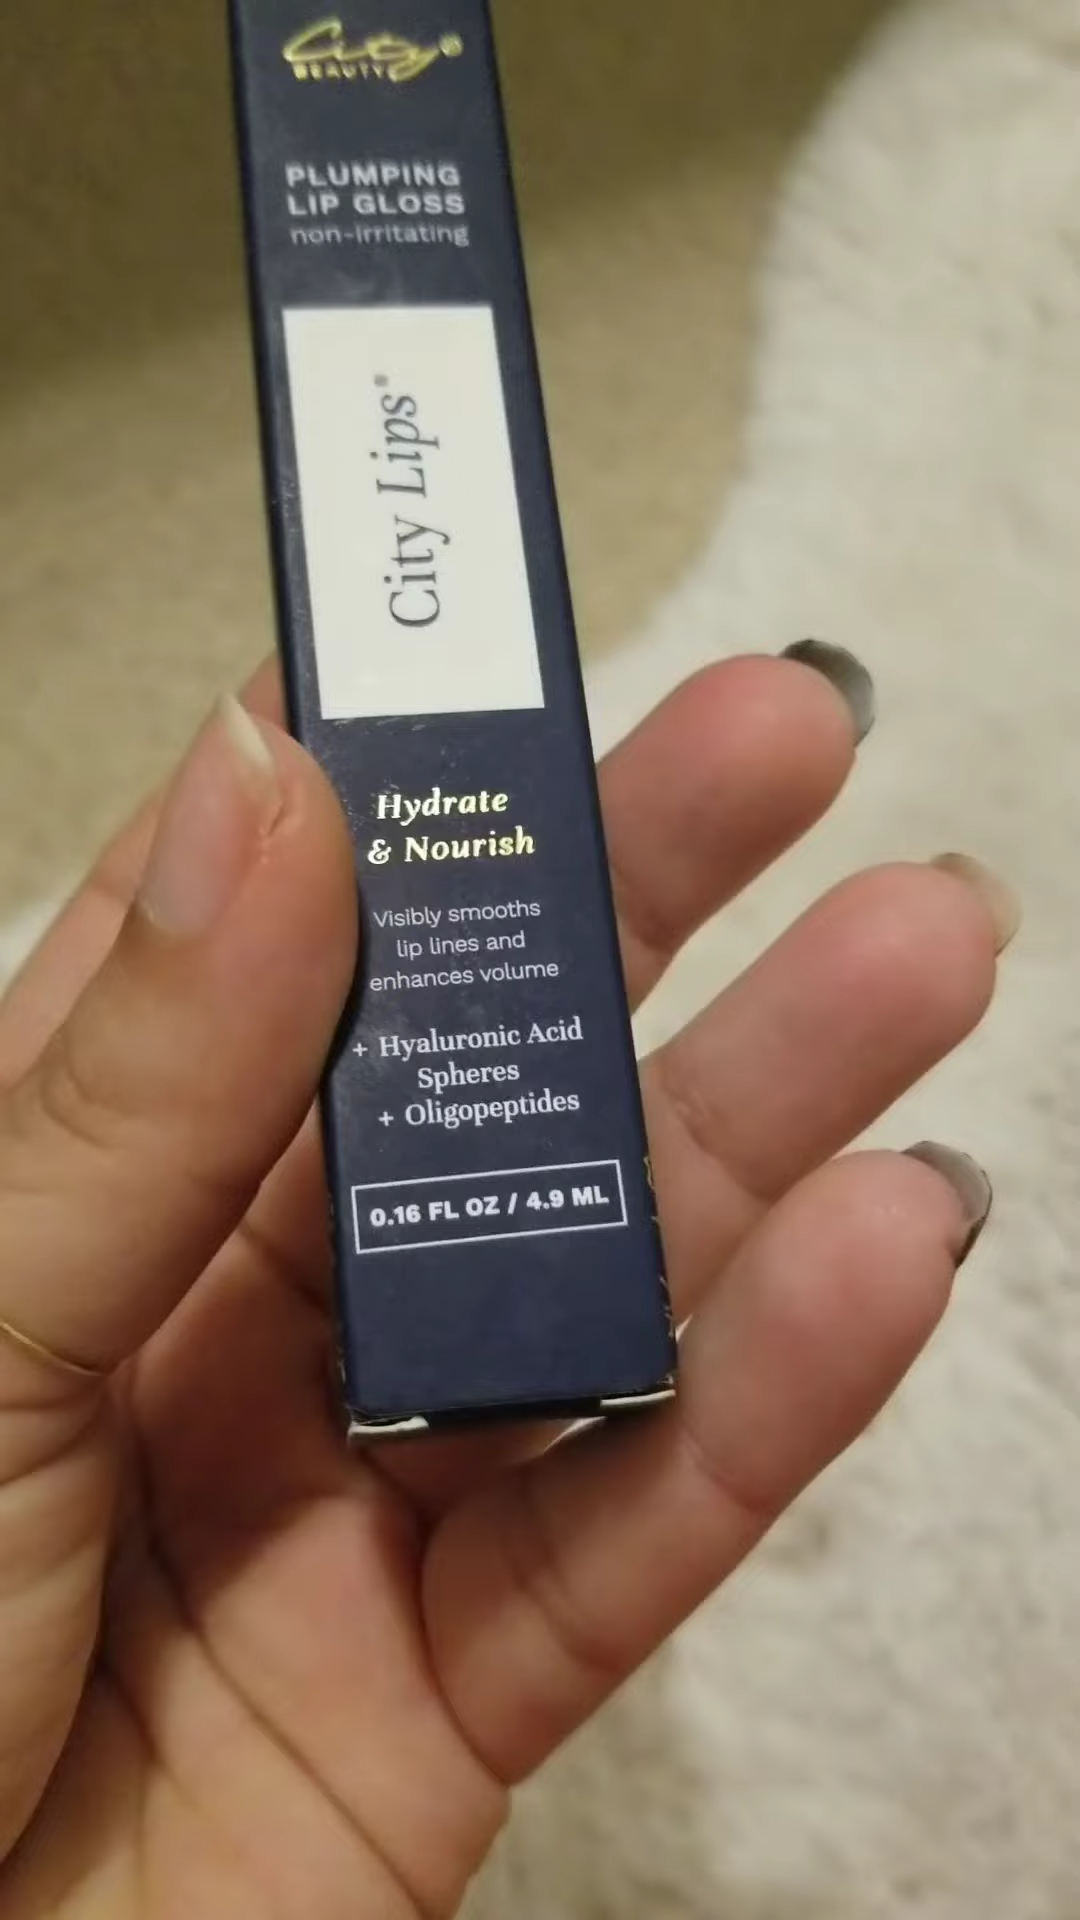 City®
BEAUTY
PLUMPING
LIP GLOSS
non-irritating
City Lips®
Hydrate
& Nourish
Visibly smooths
lip lines and
enhances volume
+ Hyaluronic Acid
Spheres
+ Oligopeptides
0.16 FL OZ / 4.9 ML